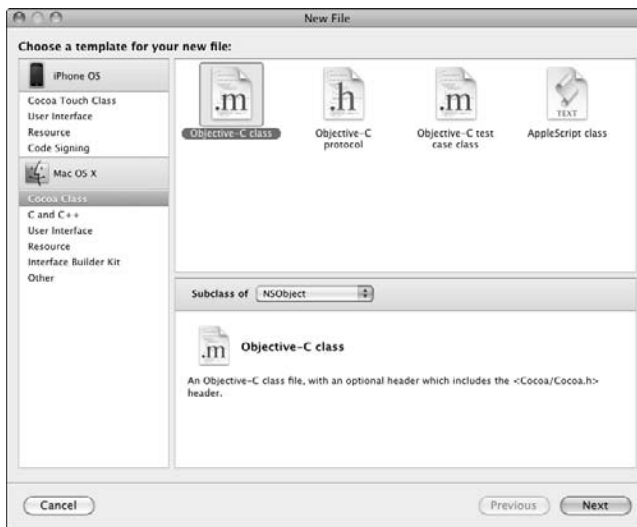 New File
Choose a template for your new file:
iPhone OS
Cocoa Touch Class
User Interface
Resource
Code Signing
Mac OS X
Cocoa Class
C and C++
User Interface
Resource
Interface Builder Kit
Other
.m
Objective-C class
.h
Objective-C
protocol
.m
Objective-C test
case class
TEXT
AppleScript class
Subclass of NSObject
.m
Objective-C class
An Objective-C class file, with an optional header which includes the <Cocoa/Cocoa.h>
header.
Cancel
Previous
Next